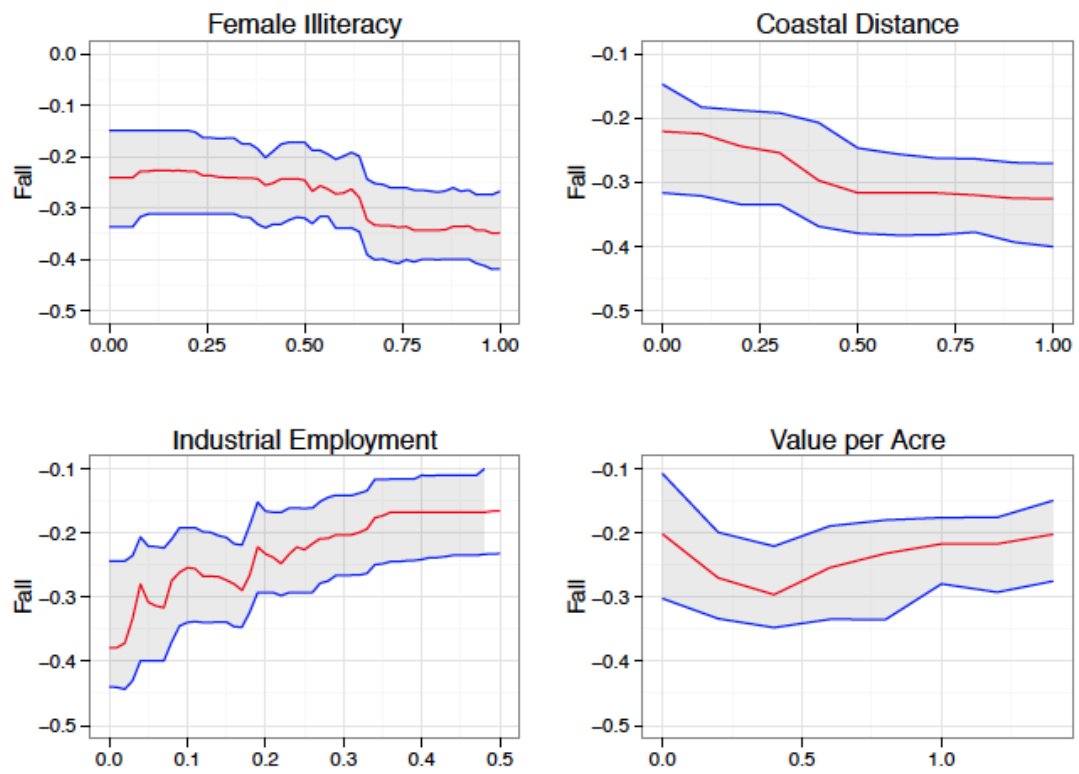 Female Illiteracy
Fall
0.0
−0.1
−0.2
−0.3
−0.4
−0.5
0.00 0.25 0.50 0.75 1.00
Coastal Distance
Fall
−0.1
−0.2
−0.3
−0.4
−0.5
0.00 0.25 0.50 0.75 1.00
Industrial Employment
Fall
−0.1
−0.2
−0.3
−0.4
−0.5
0.0 0.1 0.2 0.3 0.4 0.5
Value per Acre
Fall
−0.1
−0.2
−0.3
−0.4
−0.5
0.0 0.5 1.0